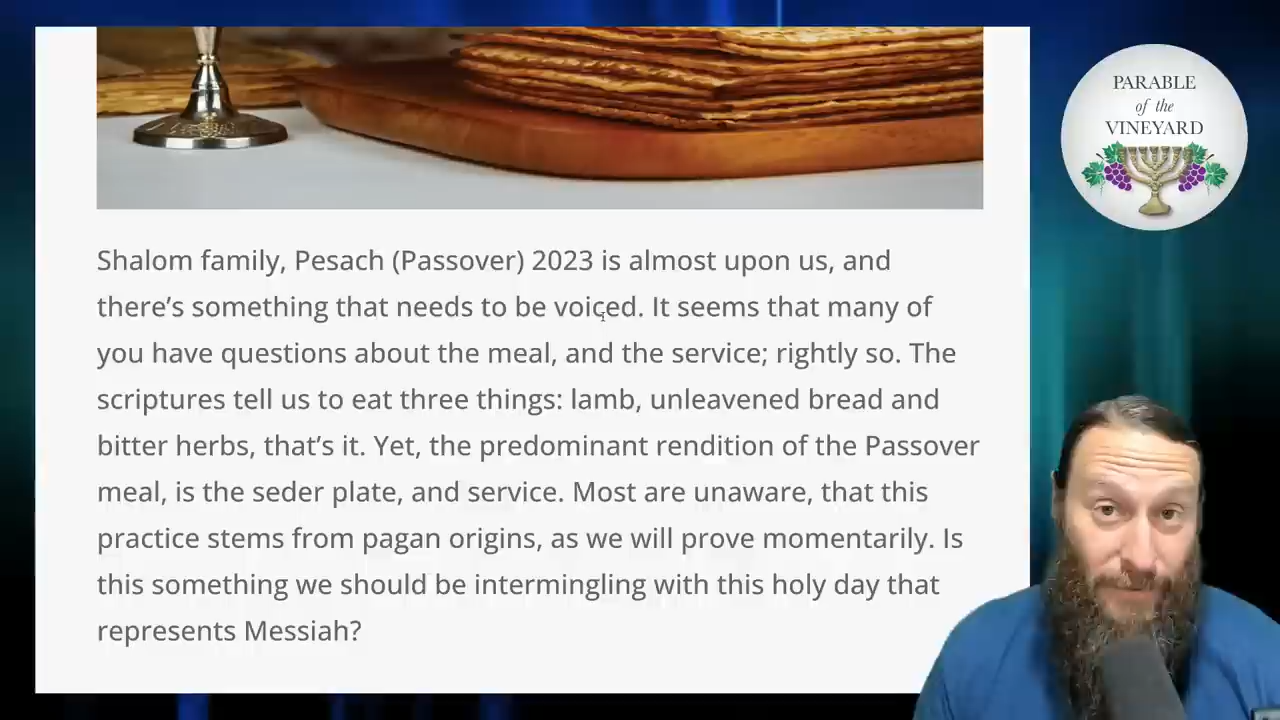 PARABLE
of the
VINEYARD
Shalom family, Pesach (Passover) 2023 is almost upon us, and
there’s something that needs to be voiced. It seems that many of
you have questions about the meal, and the service; rightly so. The
scriptures tell us to eat three things: lamb, unleavened bread and
bitter herbs, that’s it. Yet, the predominant rendition of the Passover
meal, is the seder plate, and service. Most are unaware, that this
practice stems from pagan origins, as we will prove momentarily. Is
this something we should be intermingling with this holy day that
represents Messiah?